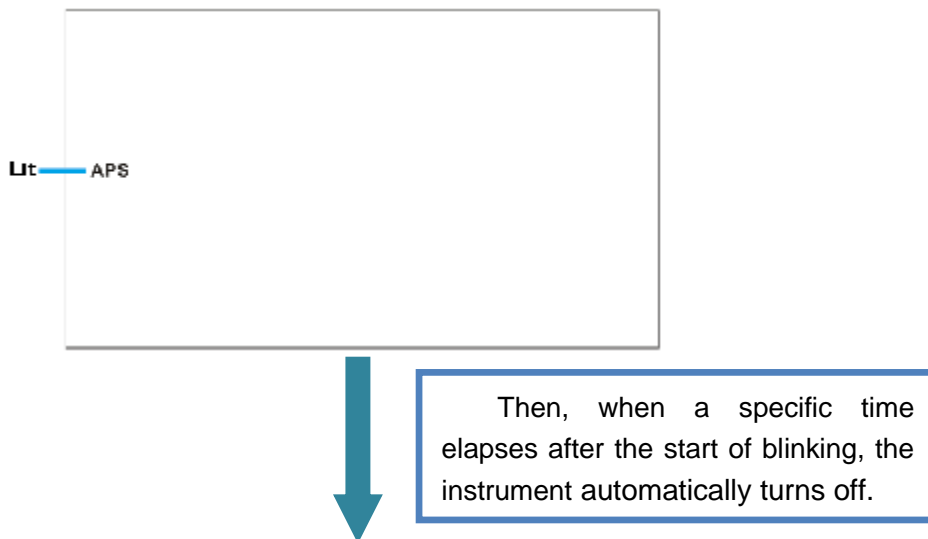 Lit APS
Then, when a specific time
elapses after the start of blinking, the
instrument automatically turns off.